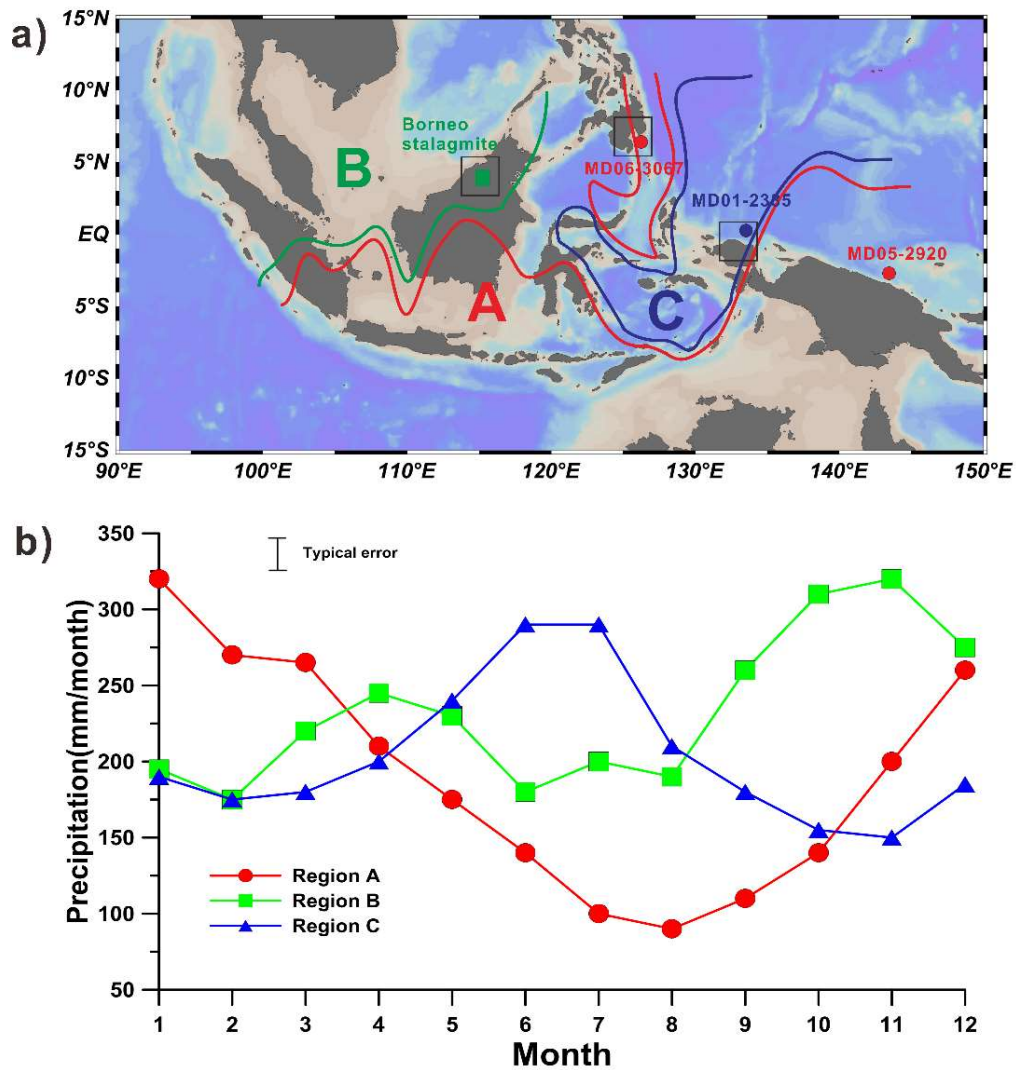 a)
15°N
10°N
5°N
EQ
5°S
10°S
15°S
90°E 100°E 110°E 120°E 130°E 140°E 150°E
Borneo
stalagmite
B
MD06-3067
MD01-2385
MD05-2920
A
C
b)
350
300
250
200
150
100
50
Precipitation(mm/month)
Typical error
Region A
Region B
Region C
1 2 3 4 5 6 7 8 9 10 11 12
Month